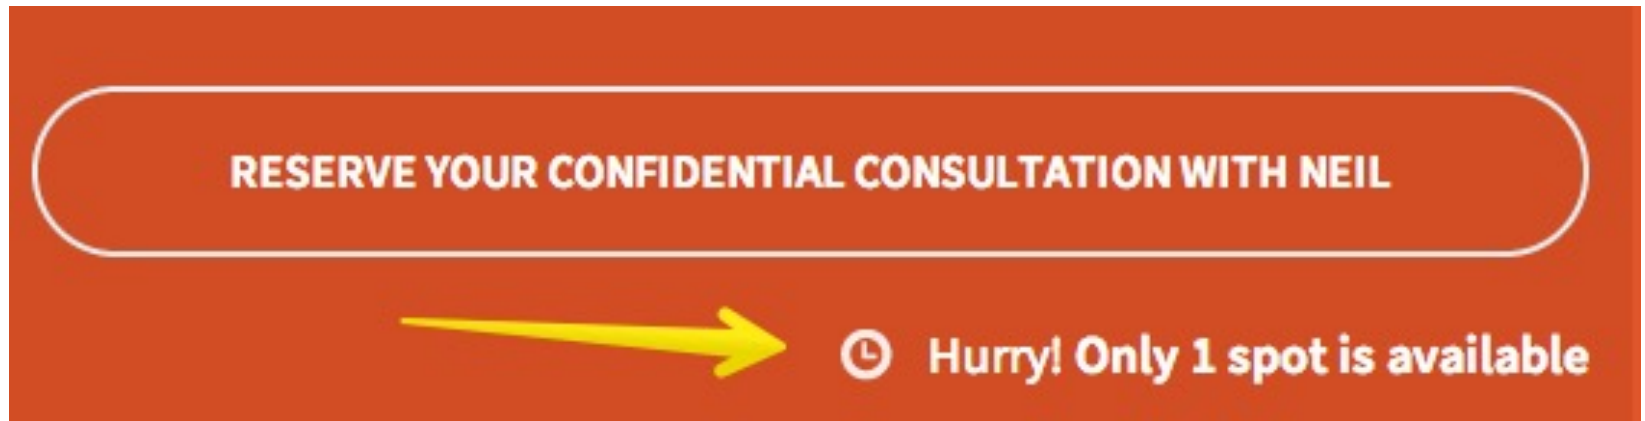 RESERVE YOUR CONFIDENTIAL CONSULTATION WITH NEIL
Hurry! Only 1 spot is available